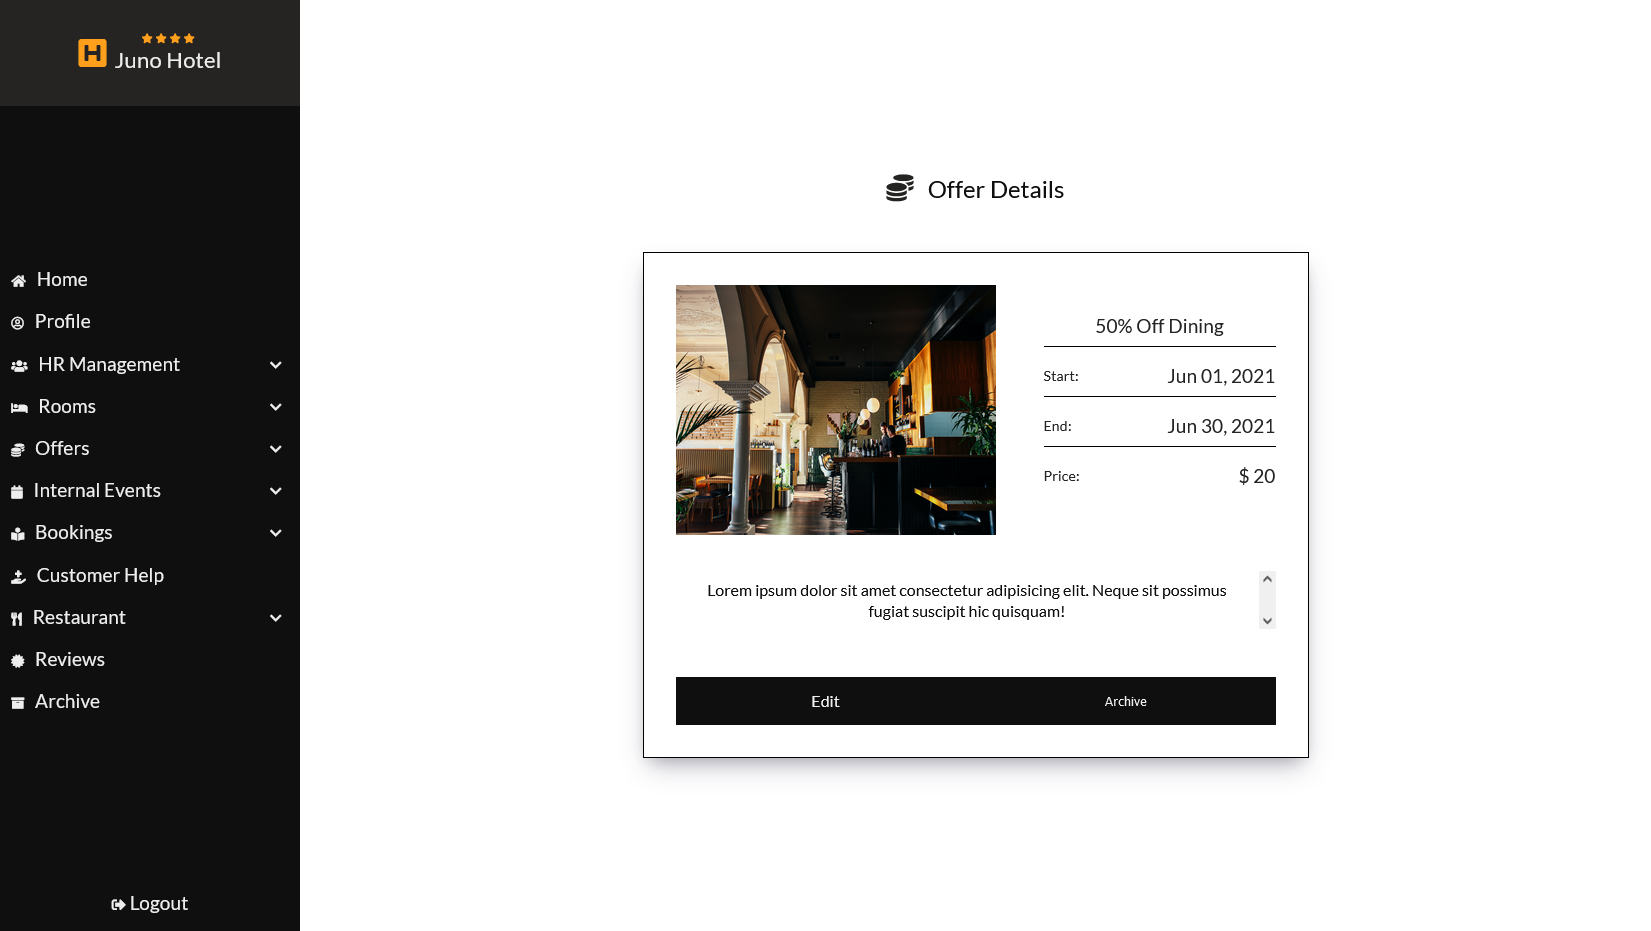 H Juno Hotel
Home
Profile
HR Management
Rooms
Offers
Internal Events
Bookings
Customer Help
Restaurant
Reviews
Archive
Logout
Offer Details
50% Off Dining
Start: Jun 01, 2021
End: Jun 30, 2021
Price: $ 20
Lorem ipsum dolor sit amet consectetur adipisicing elit. Neque sit possimus
fugiat suscipit hic quisquam!
Edit Archive